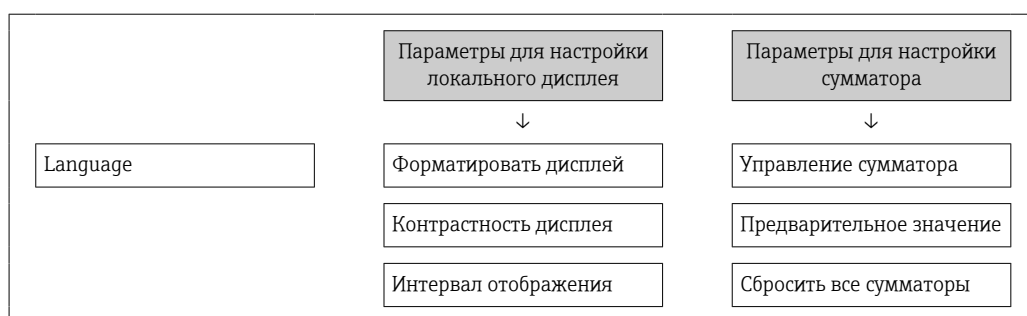 Параметры для настройки
локального дисплея
Параметры для настройки
сумматора
↓
↓
Language
Форматировать дисплей
Управление сумматора
Контрастность дисплея
Предварительное значение
Интервал отображения
Сбросить все сумматоры